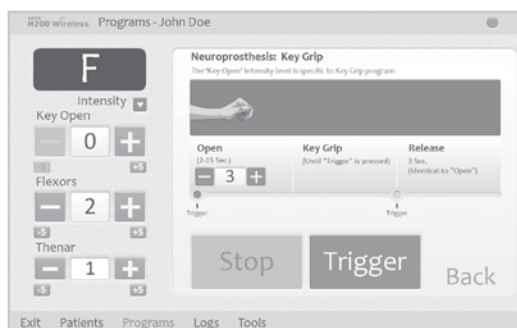 H200 Wireless Programs - John Doe
F
Intensity
Key Open
0
-5 +5
Flexors
2
-5 +5
Thenar
1
-5 +5
Neuroprosthesis: Key Grip
The 'Key Open' Intensity level is specific to Key Grip program
Open
(2-15 Sec.)
3
Key Grip
(Until "Trigger" is pressed)
Release
3 Sec.
(Identical to "Open")
Trigger
Trigger
Stop
Trigger
Back
Exit Patients Programs Logs Tools